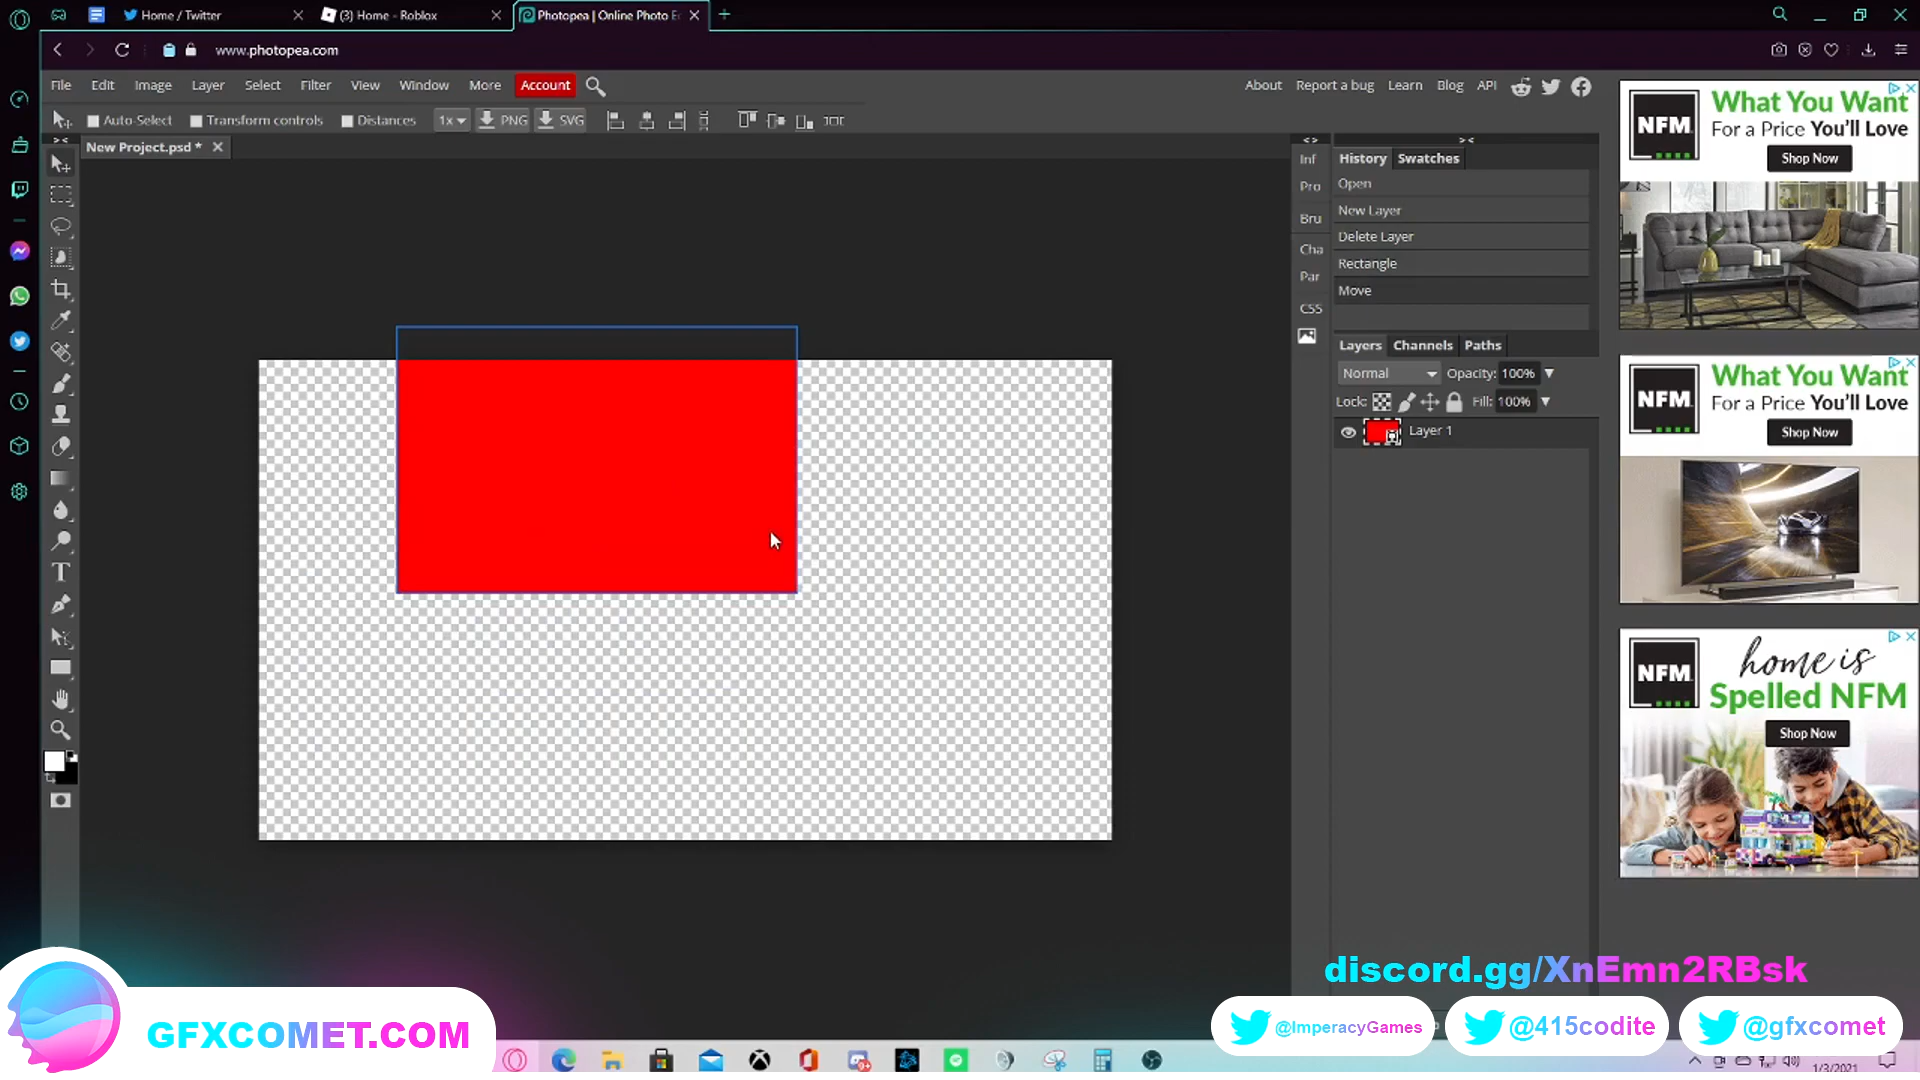 Home / Twitter
(3) Home - Roblox
Photopea | Online Photo E
www.photopea.com
File Edit Image Layer Select Filter View Window More Account
About Report a bug Learn Blog API
Auto-Select Transform controls Distances 1x PNG SVG
New Project.psd *
Inf
Pro
Bru
Cha
Par
CSS
History Swatches
Open
New Layer
Delete Layer
Rectangle
Move
Layers Channels Paths
Normal Opacity: 100%
Lock: Fill: 100%
Layer 1
NFM
What You Want
For a Price You'll Love
Shop Now
NFM
What You Want
For a Price You'll Love
Shop Now
NFM
home is
Spelled NFM
Shop Now
T
GFXCOMET.COM
discord.gg/XnEmn2RBsk
@ImperacyGames
@415codite
@gfxcomet
1/3/2021